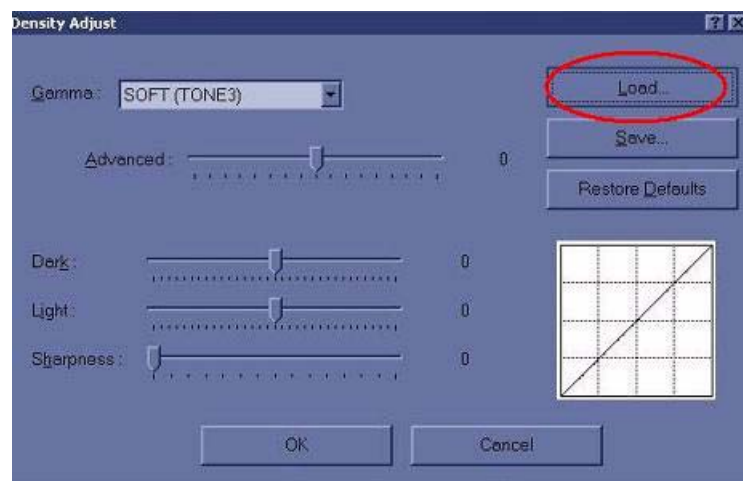 Density Adjust
Gamma : SOFT (TONE3)
Load...
Save...
Advanced : 0
Restore Defaults
Dark : 0
Light : 0
Sharpness : 0
OK Cancel